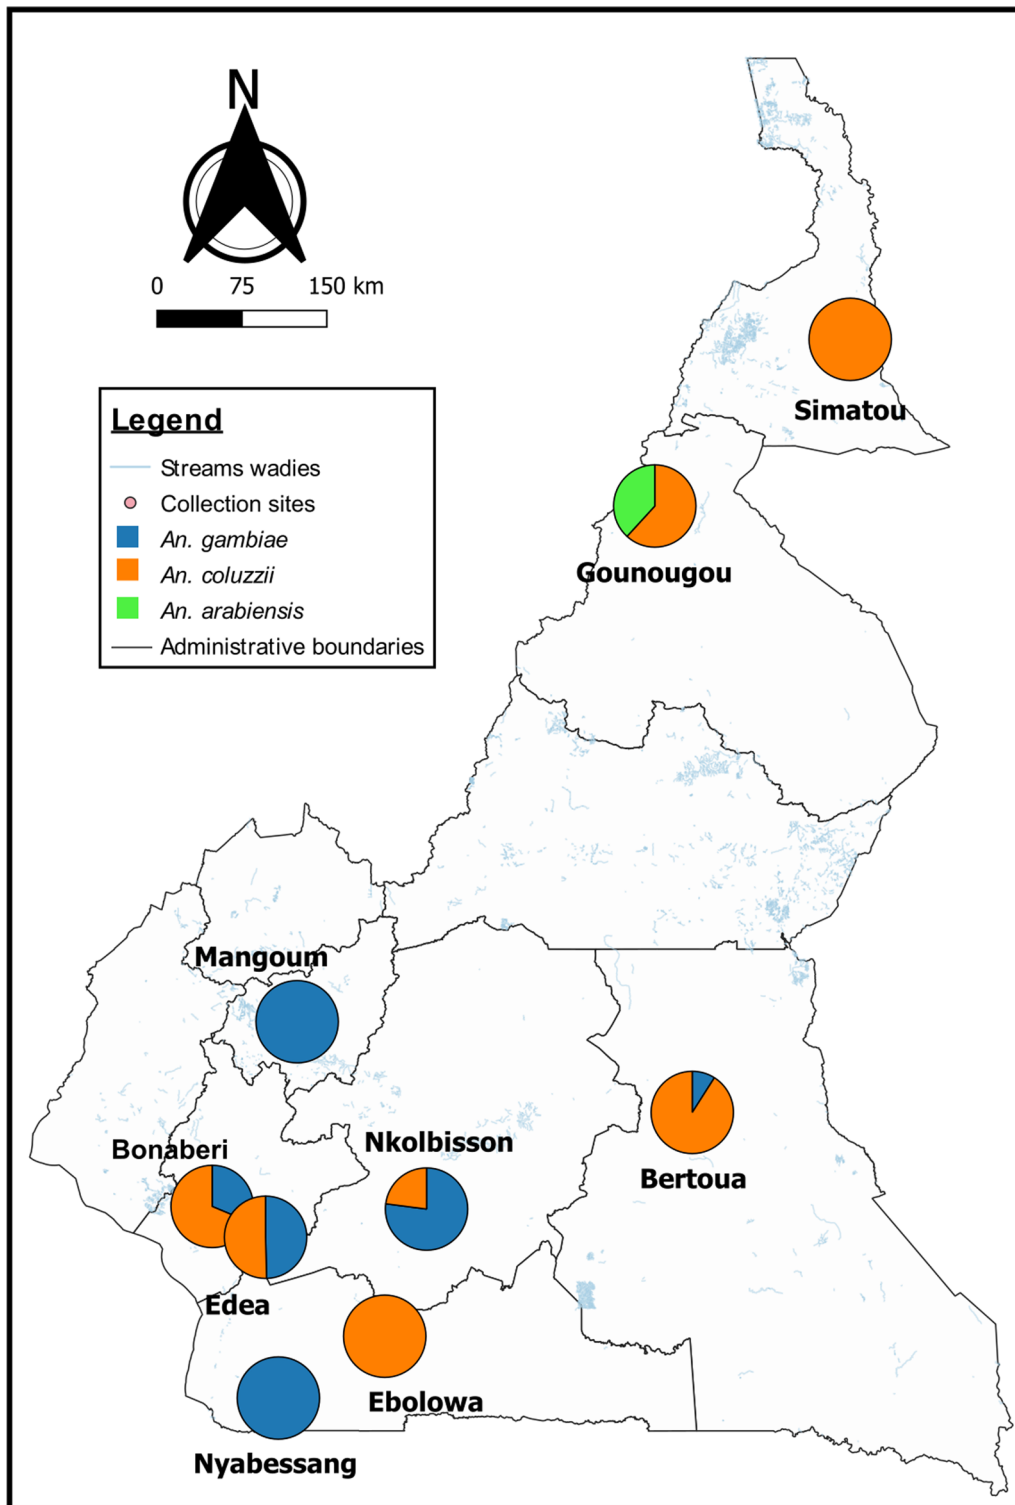 N
0 75 150 km
Legend
Streams wadies
Collection sites
An. gambiae
An. coluzzii
An. arabiensis
Administrative boundaries
Simatou
Gounougou
Mangoum
Bonaberi
Nkolbisson
Bertoua
Edea
Ebolowa
Nyabessang